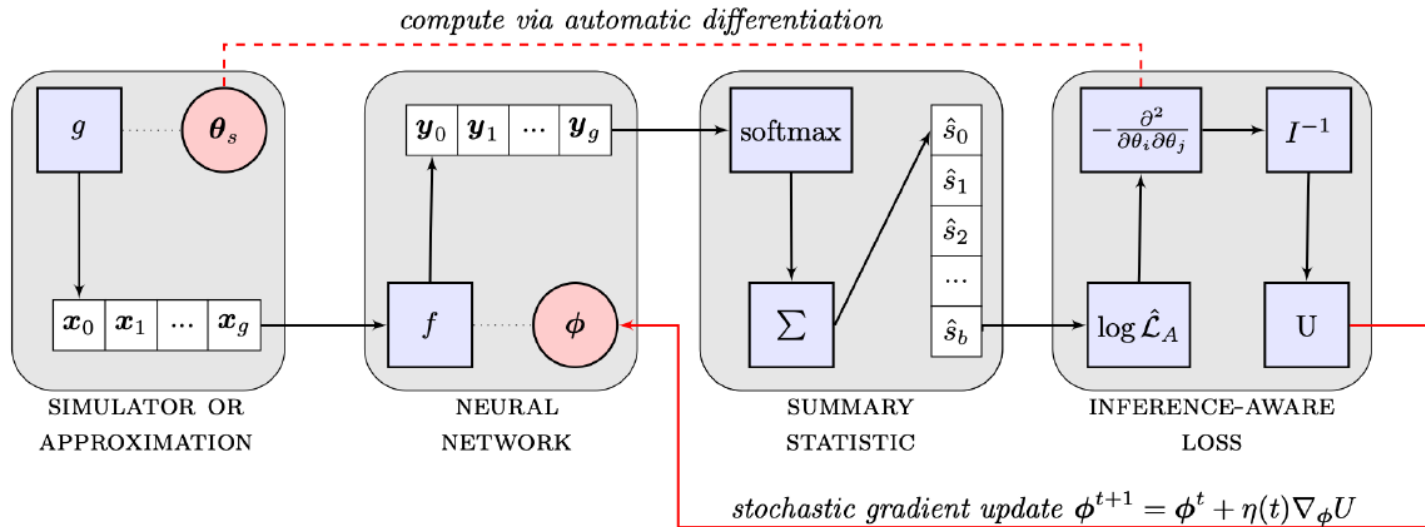 compute via automatic differentiation
g
θ_s
x_0 x_1 ... x_g
SIMULATOR OR
APPROXIMATION
y_0 y_1 ... y_g
f
ϕ
NEURAL
NETWORK
softmax
∑
ŝ_0
ŝ_1
ŝ_2
...
ŝ_b
SUMMARY
STATISTIC
−∂²/∂θ_i∂θ_j
I⁻¹
log ℒ̂_A
U
INFERENCE-AWARE
LOSS
stochastic gradient update ϕ^{t+1} = ϕ^t + η(t)∇_ϕ U